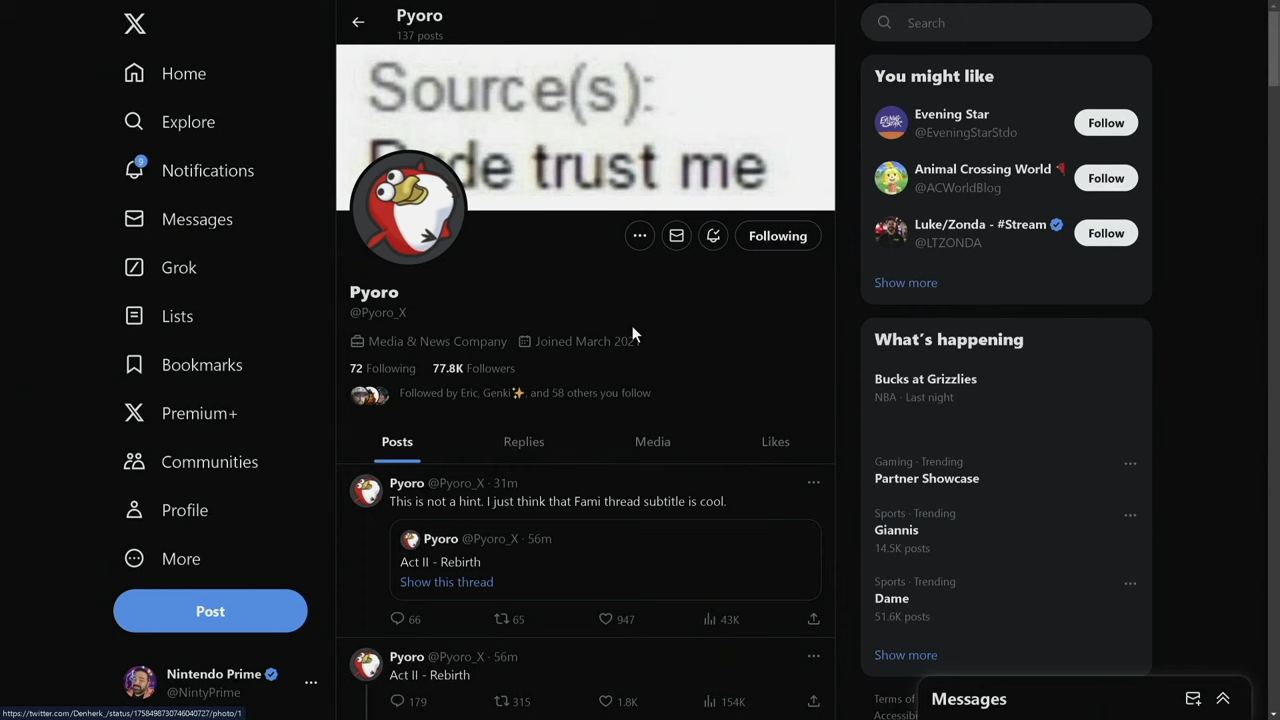 Home
Explore
9
Notifications
Messages
Grok
Lists
Bookmarks
Premium+
Communities
Profile
More
Post
Nintendo Prime
@NintyPrime
https://twitter.com/Denherk_/status/1758498730746040727/photo/1
Pyoro
137 posts
Source(s):
Dude trust me
Following
Pyoro
@Pyoro_X
Media & News Company Joined March 2021
72 Following 77.8K Followers
Followed by Eric, Genki✨, and 58 others you follow
Posts Replies Media Likes
Pyoro @Pyoro_X · 31m
This is not a hint. I just think that Fami thread subtitle is cool.
Pyoro @Pyoro_X · 56m
Act II - Rebirth
Show this thread
66 65 947 43K
Pyoro @Pyoro_X · 56m
Act II - Rebirth
179 315 1.8K 154K
Search
You might like
Evening Star
@EveningStarStdo
Follow
Animal Crossing World
@ACWorldBlog
Follow
Luke/Zonda - #Stream
@LTZONDA
Follow
Show more
What's happening
Bucks at Grizzlies
NBA · Last night
Gaming · Trending
Partner Showcase
Sports · Trending
Giannis
14.5K posts
Sports · Trending
Dame
51.6K posts
Show more
Terms of
Messages